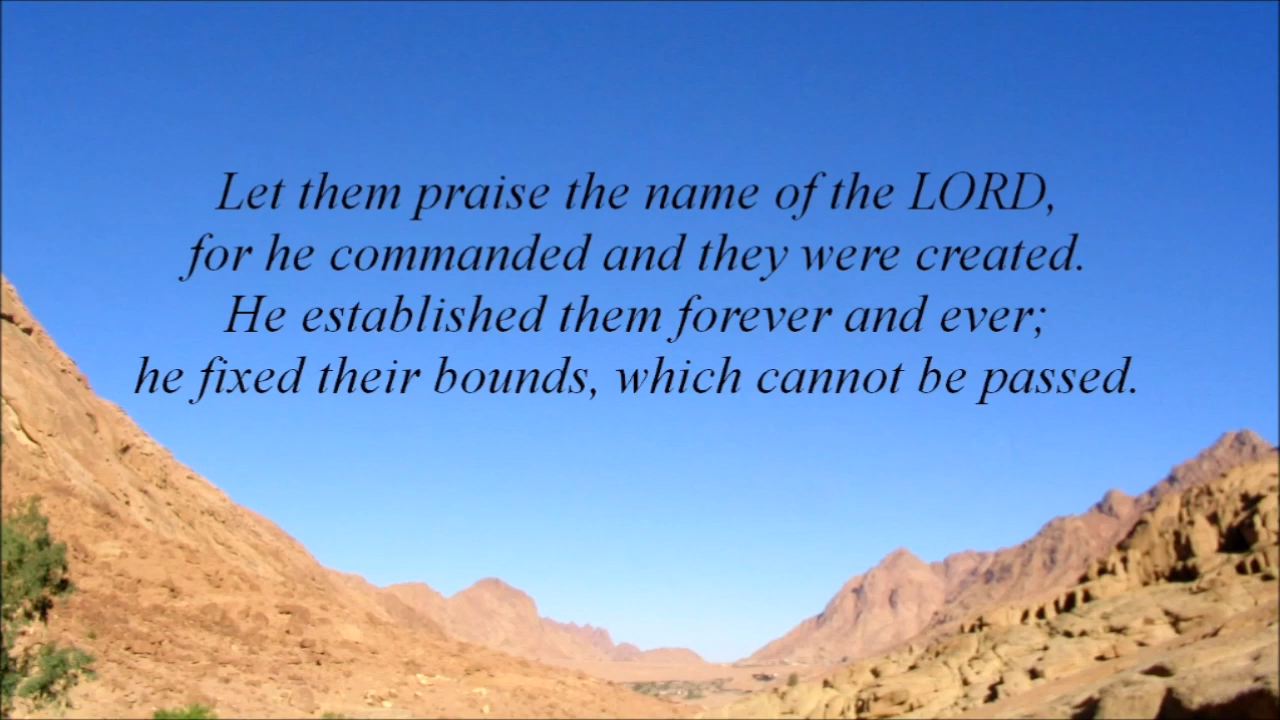 Let them praise the name of the LORD,
for he commanded and they were created.
He established them forever and ever;
he fixed their bounds, which cannot be passed.